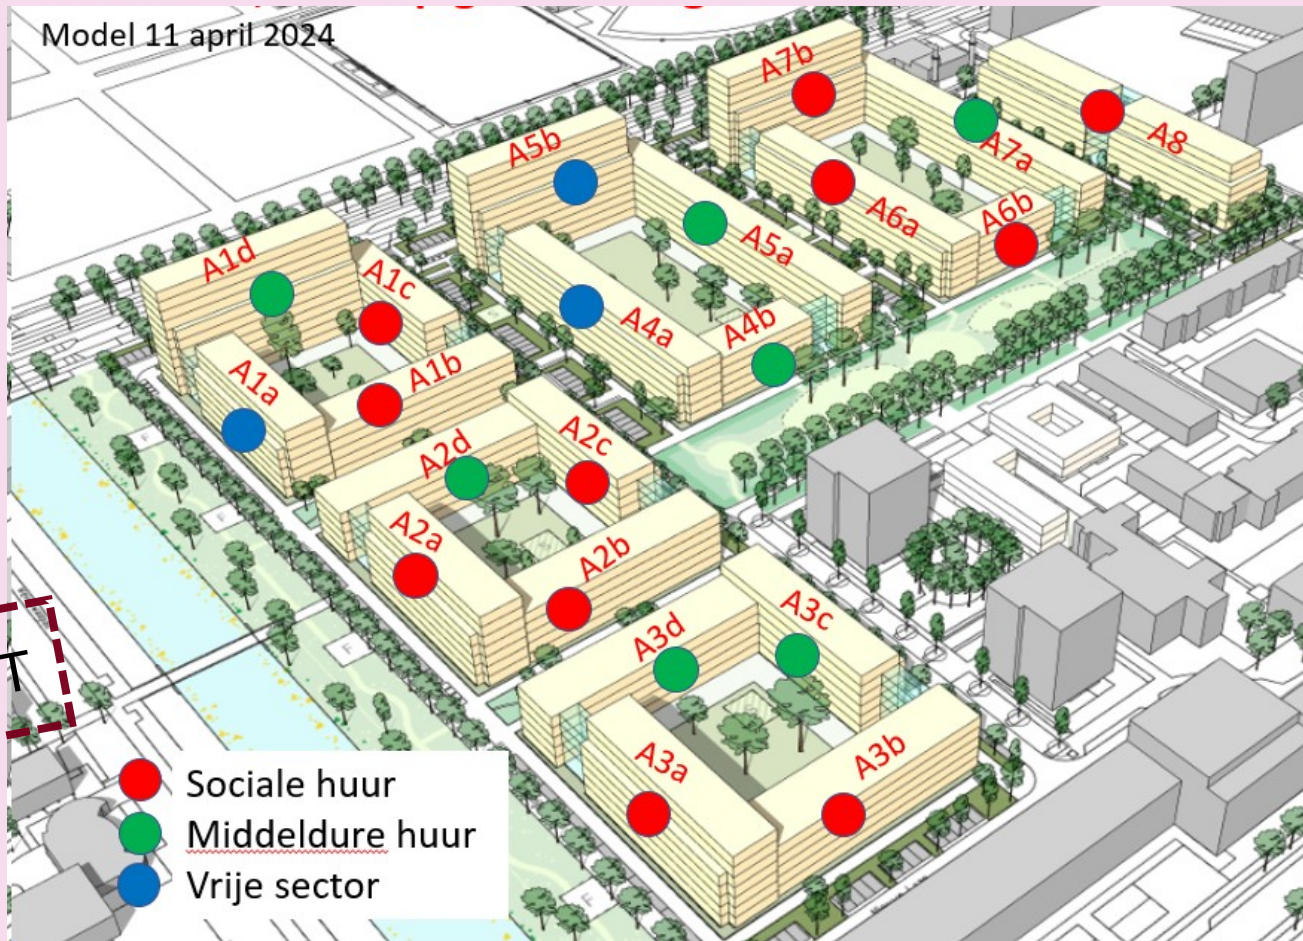 Model 11 april 2024
A7b
A8
A5b
A7a
A6a
A6b
A1d
A5a
A1c
A4a
A4b
A1a
A1b
A2c
A2d
A2a
A2b
A3c
A3d
A3a
A3b
Sociale huur
Middeldure huur
Vrije sector